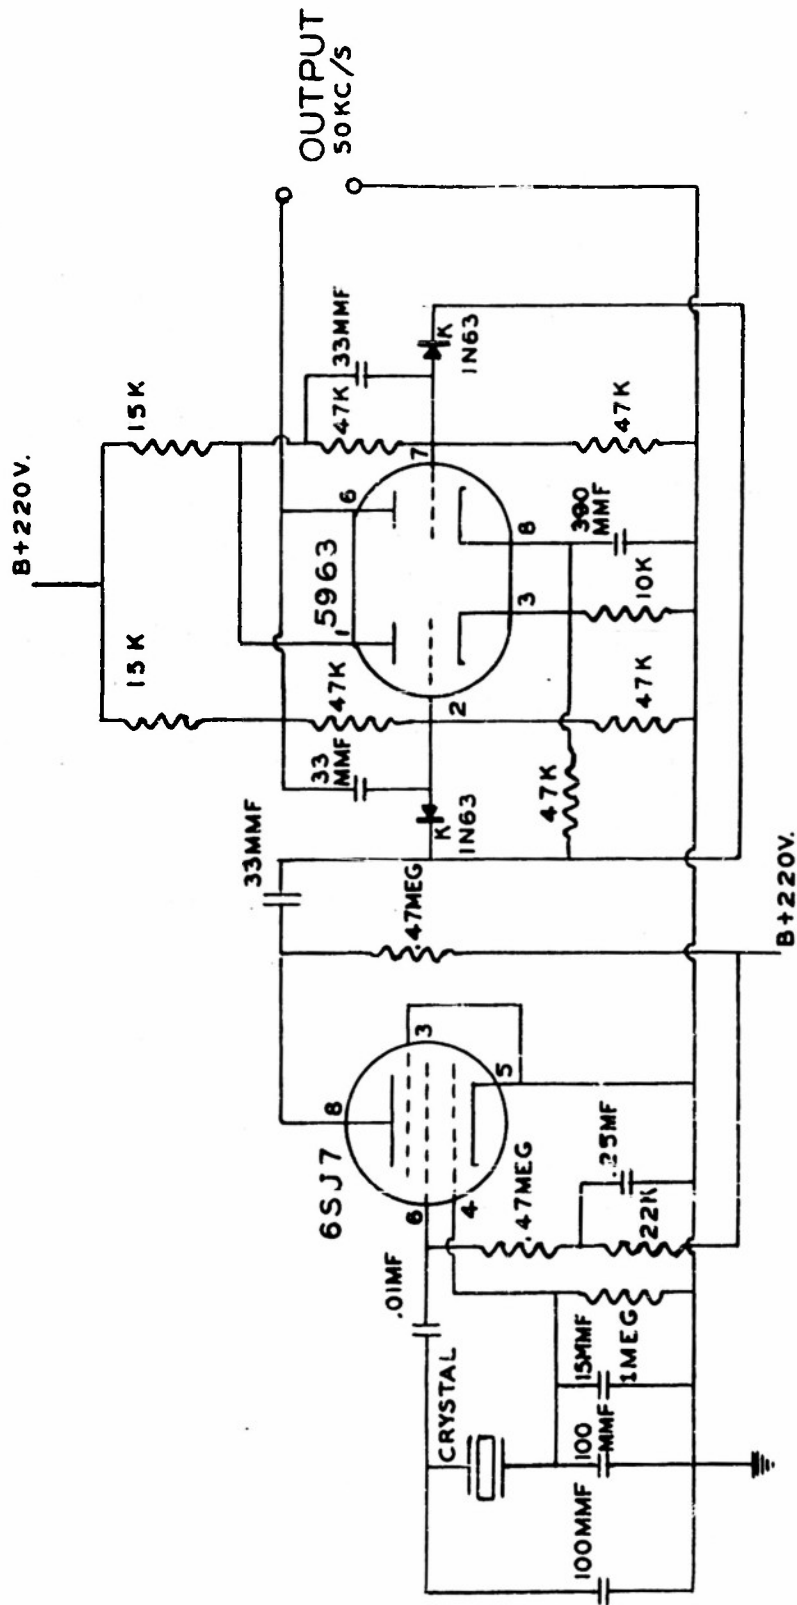 B+220V.
15K
15K
OUTPUT
50KC/S
33MMF
33
MMF
47K
5963
1
6
47K
33MMF
2
7
K
1N63
K
1N63
3
8
47K
47K
10K
MMF
47K
.47MEG
B+220V.
6SJ7
8
3
6
4
5
.01MF
.47MEG
.25MF
22K
CRYSTAL
15MMF
1MEG
100
MMF
100MMF